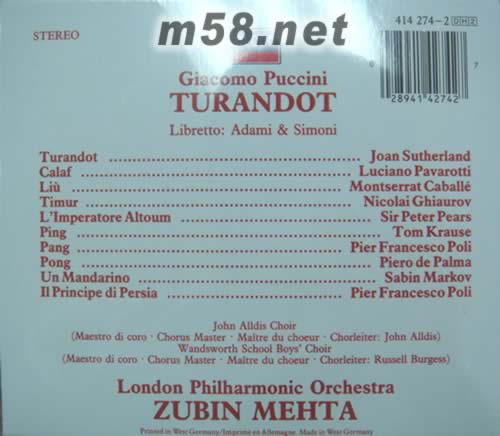 m58.net
STEREO
414 274-2 DH2
0 28941 42742 7
Giacomo Puccini
TURANDOT
Libretto: Adami & Simoni
Turandot .......... Joan Sutherland
Calaf .......... Luciano Pavarotti
Liù .......... Montserrat Caballé
Timur .......... Nicolai Ghiaurov
L'Imperatore Altoum .......... Sir Peter Pears
Ping .......... Tom Krause
Pang .......... Pier Francesco Poli
Pong .......... Piero de Palma
Un Mandarino .......... Sabin Markov
Il Principe di Persia .......... Pier Francesco Poli
John Alldis Choir
(Maestro di coro · Chorus Master · Maître du choeur · Chorleiter: John Alldis)
Wandsworth School Boys' Choir
(Maestro di coro · Chorus Master · Maître du choeur · Chorleiter: Russell Burgess)
London Philharmonic Orchestra
ZUBIN MEHTA
Printed in West Germany/Imprimé en Allemagne. Made in West Germany